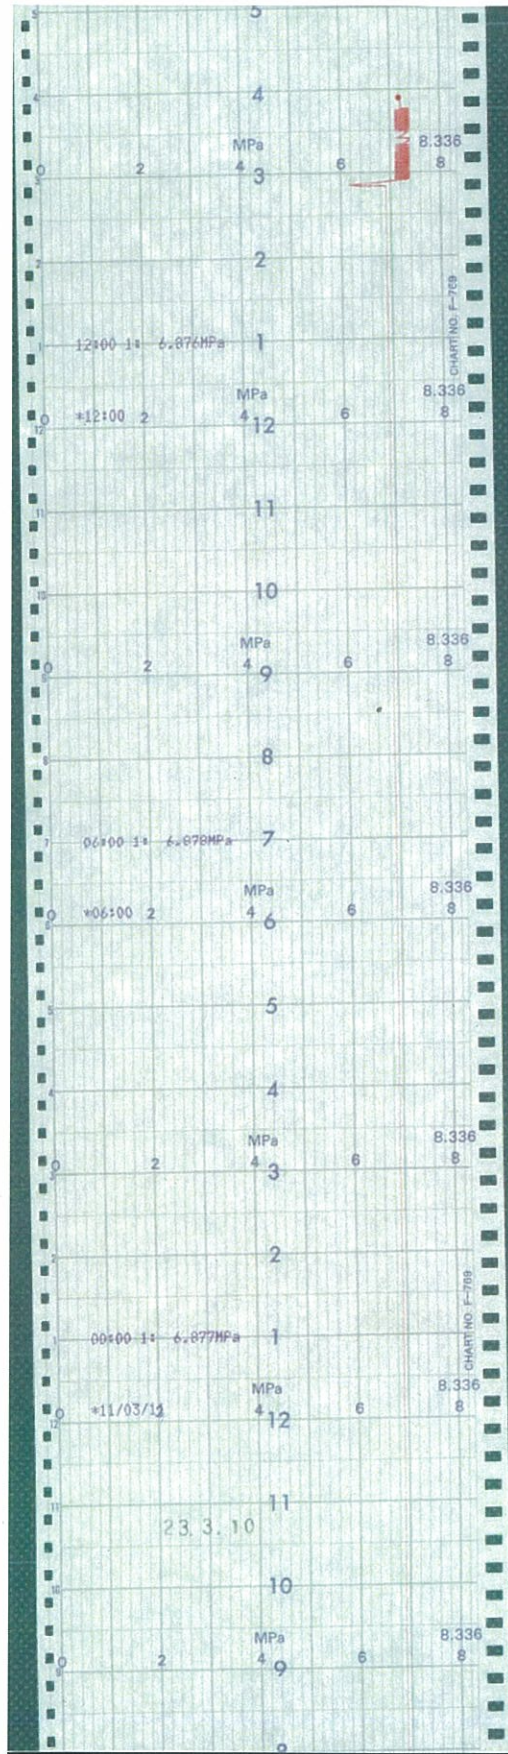 5
4
MPa 8.336
0 2 4 6 8
3
2
CHART NO. F-769
12:00 1: 6.876MPa 1
MPa 8.336
0 *12:00 2 4 6 8
12
11
10
MPa 8.336
0 2 4 6 8
9
8
06:00 1: 6.878MPa 7
MPa 8.336
0 *06:00 2 4 6 8
6
5
4
MPa 8.336
0 2 4 6 8
3
2
CHART NO. F-769
00:00 1: 6.877MPa 1
MPa 8.336
0 *11/03/11 4 6 8
12
11
23.3.10
10
MPa 8.336
0 2 4 6 8
9